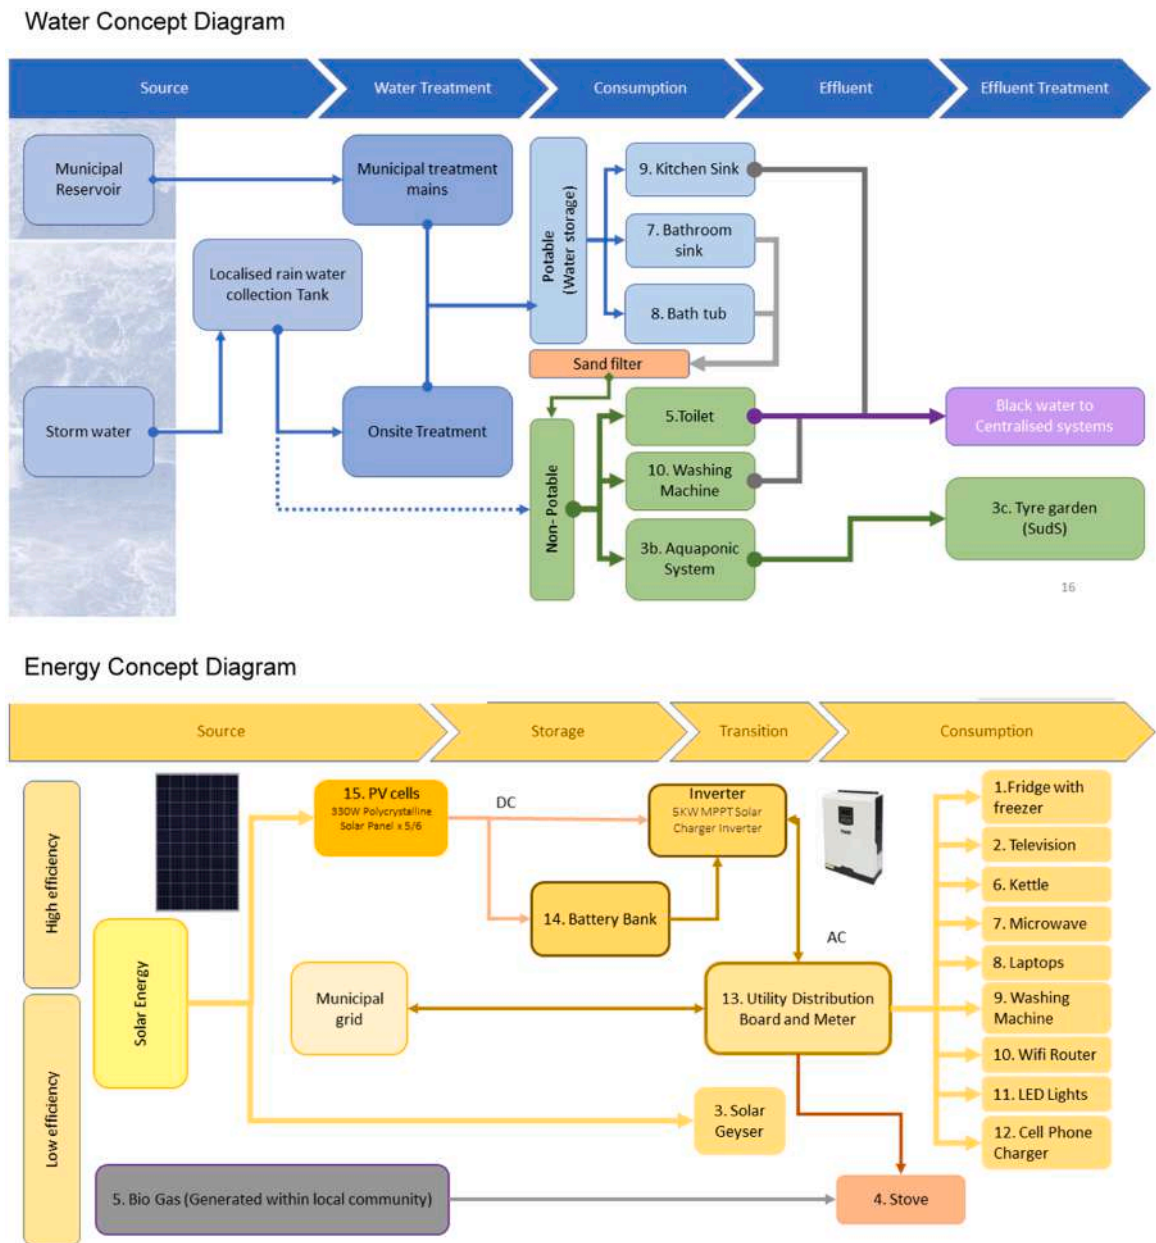 Water Concept Diagram
Source
Water Treatment
Consumption
Effluent
Effluent Treatment
Municipal
Reservoir
Municipal treatment
mains
Localised rain water
collection Tank
Storm water
Onsite Treatment
Potable
(Water storage)
9. Kitchen Sink
7. Bathroom
sink
8. Bath tub
Sand filter
Non- Potable
5.Toilet
10. Washing
Machine
3b. Aquaponic
System
Black water to
Centralised systems
3c. Tyre garden
(SudS)
16
Energy Concept Diagram
Source
Storage
Transition
Consumption
High efficiency
Low efficiency
Solar Energy
15. PV cells
330W Polycrystalline
Solar Panel x 5/6
DC
Inverter
5KW MPPT Solar
Charger Inverter
14. Battery Bank
AC
Municipal
grid
13. Utility Distribution
Board and Meter
3. Solar
Geyser
5. Bio Gas (Generated within local community)
4. Stove
1.Fridge with
freezer
2. Television
6. Kettle
7. Microwave
8. Laptops
9. Washing
Machine
10. Wifi Router
11. LED Lights
12. Cell Phone
Charger